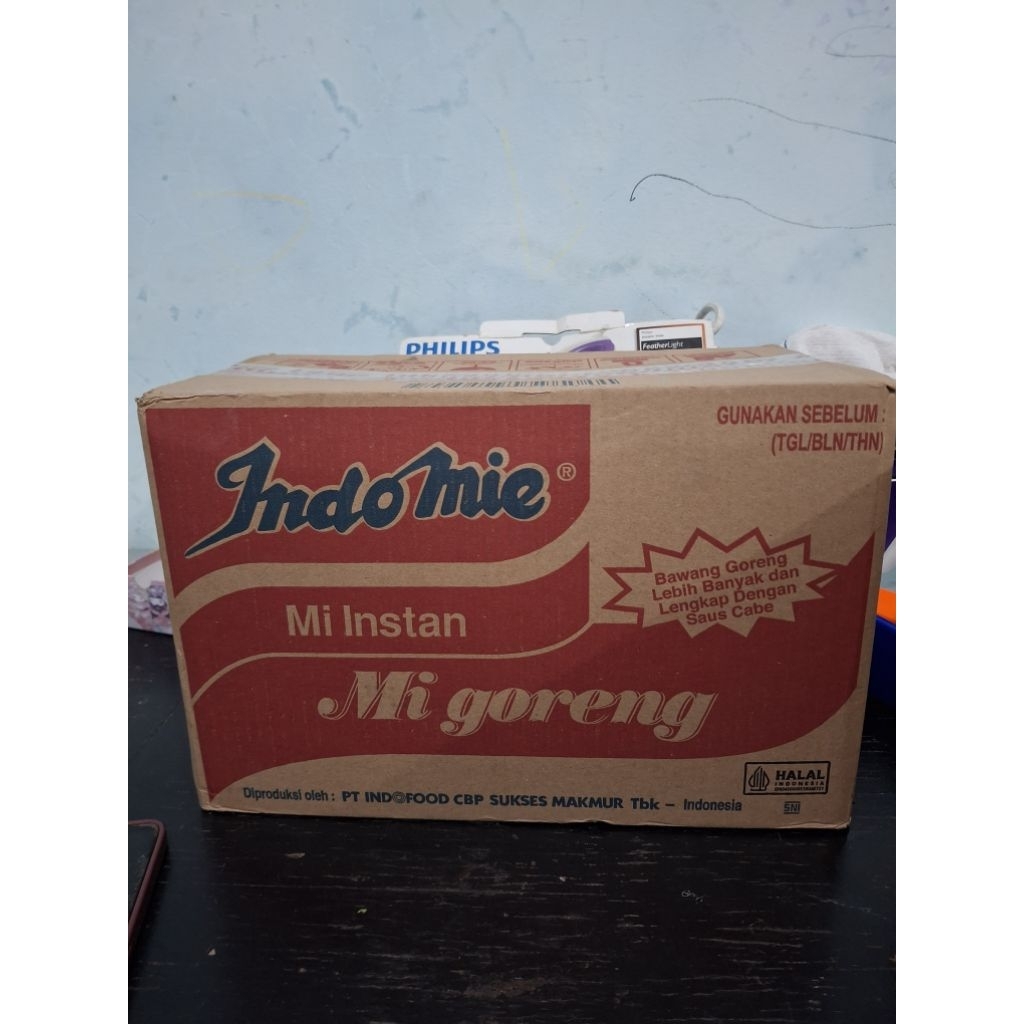 PHILIPS
FeatherLight
GUNAKAN SEBELUM :
(TGL/BLN/THN)
Indomie®
Bawang Goreng
Lebih Banyak dan
Lengkap Dengan
Saus Cabe
Mi Instan
Mi goreng
HALAL
INDONESIA
Diproduksi oleh : PT INDOFOOD CBP SUKSES MAKMUR Tbk – Indonesia
SNI